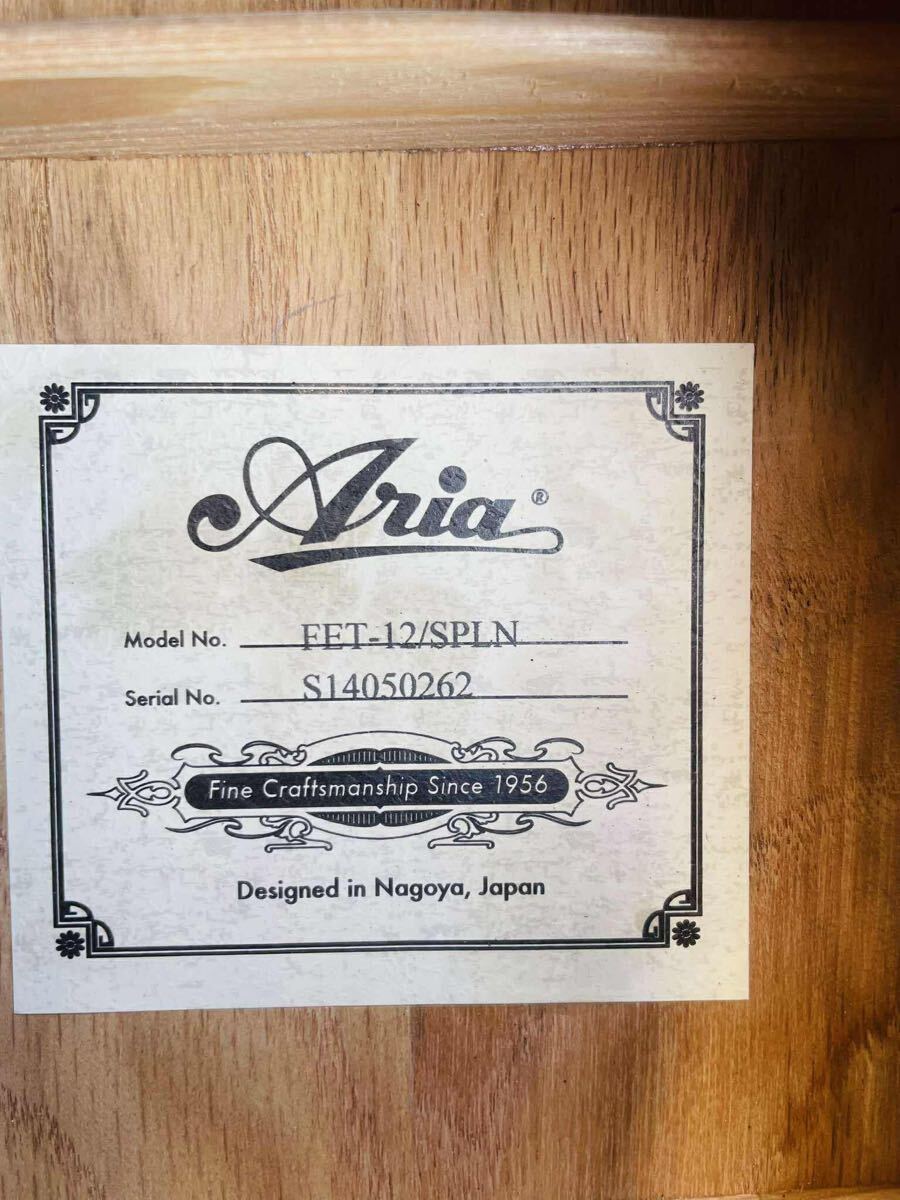 Aria®
Model No. FET-12/SPLN
Serial No. S14050262
Fine Craftsmanship Since 1956
Designed in Nagoya, Japan